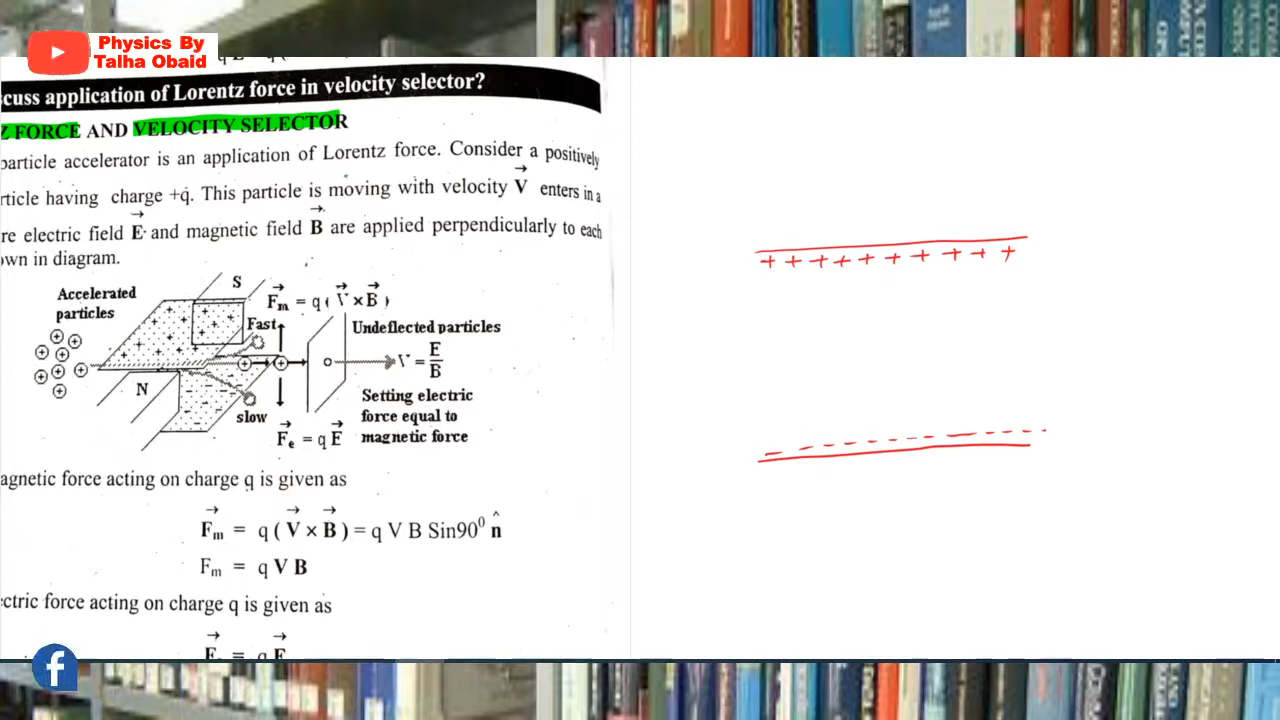 Physics By
Talha Obaid
scuss application of Lorentz force in velocity selector?
Z FORCE AND VELOCITY SELECTOR
particle accelerator is an application of Lorentz force. Consider a positively
rticle having charge +q. This particle is moving with velocity V enters in a
re electric field E and magnetic field B are applied perpendicularly to each
own in diagram.
Accelerated
particles
S
Fm = q ( V × B )
Fast
Undeflected particles
V = E/B
N
slow
Setting electric
force equal to
magnetic force
Fe = q E
agnetic force acting on charge q is given as
Fm = q ( V × B ) = q V B Sin90⁰ n̂
Fm = q V B
ctric force acting on charge q is given as
+ + + + + + + + + +
f